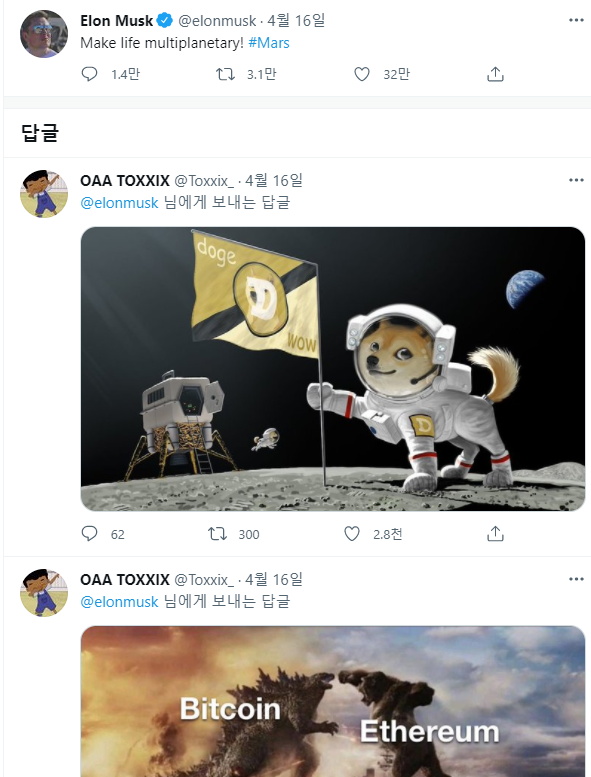 Elon Musk @elonmusk · 4월 16일
Make life multiplanetary! #Mars
1.4만 3.1만 32만
답글
OAA TOXXIX @Toxxix_ · 4월 16일
@elonmusk 님에게 보내는 답글
doge
D
WOW
D
62 300 2.8천
OAA TOXXIX @Toxxix_ · 4월 16일
@elonmusk 님에게 보내는 답글
Bitcoin
Ethereum